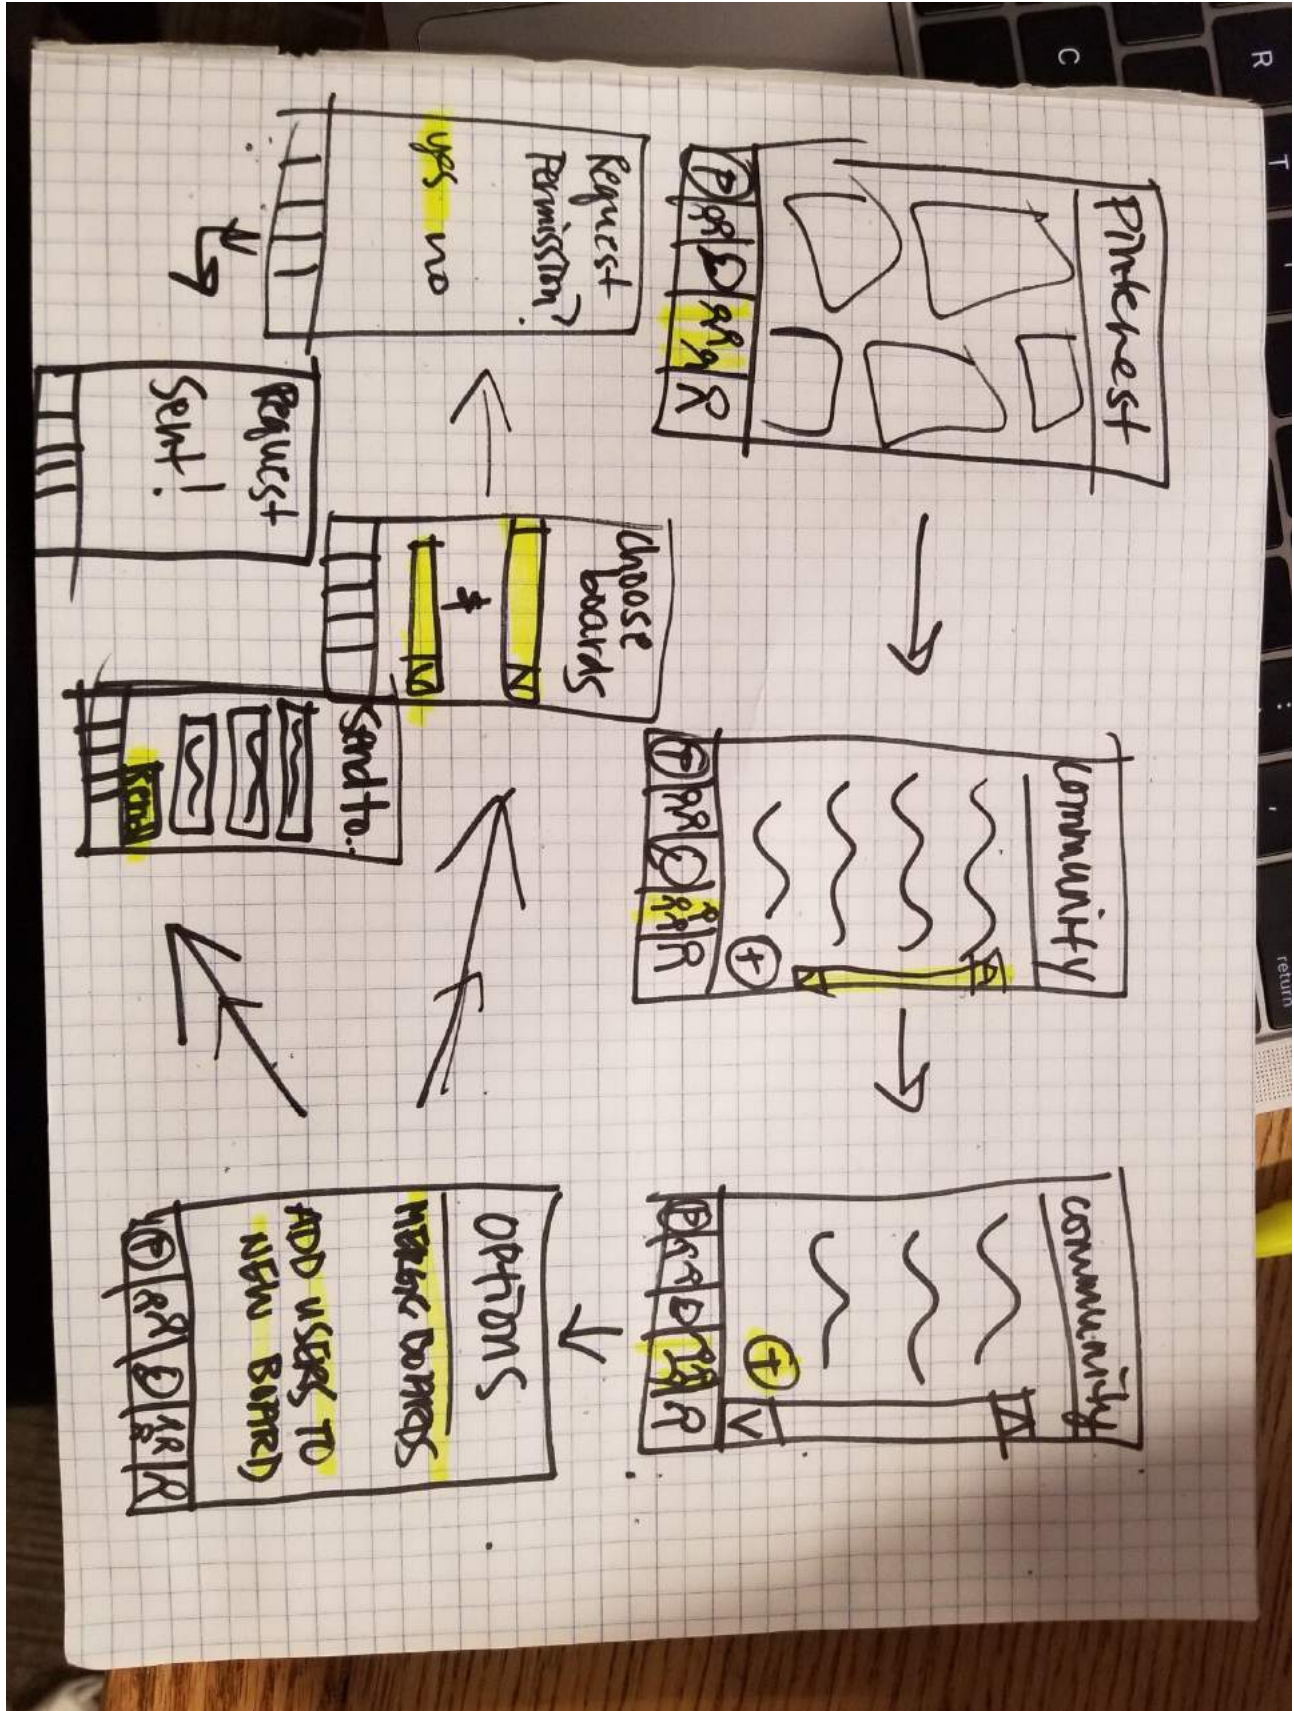 Pinterest
P
community
+
P
community
+
P
OPTIONS
MERGE BOARDS
ADD USERS TO
NEW BOARD
P
Choose
boards
Send to..
Request
Permission?
yes no
Request
Sent!
R
T
C
:
,
return